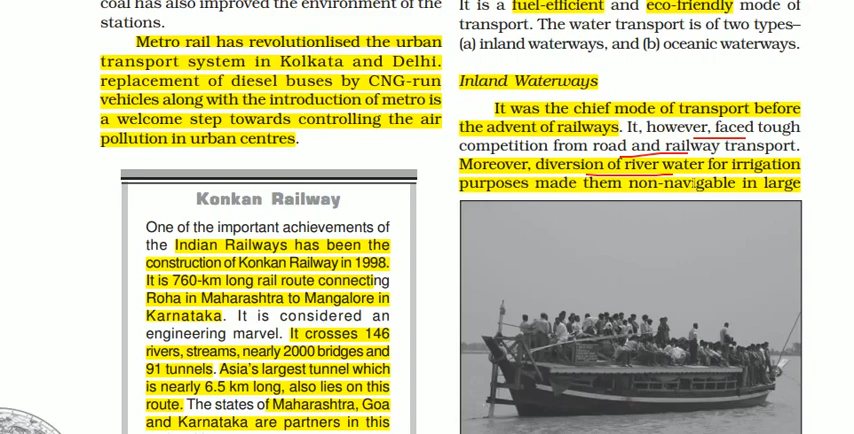 coal has also improved the environment of the
stations.
Metro rail has revolutionlised the urban
transport system in Kolkata and Delhi.
replacement of diesel buses by CNG-run
vehicles along with the introduction of metro is
a welcome step towards controlling the air
pollution in urban centres.
Konkan Railway
One of the important achievements of
the Indian Railways has been the
construction of Konkan Railway in 1998.
It is 760-km long rail route connecting
Roha in Maharashtra to Mangalore in
Karnataka. It is considered an
engineering marvel. It crosses 146
rivers, streams, nearly 2000 bridges and
91 tunnels. Asia's largest tunnel which
is nearly 6.5 km long, also lies on this
route. The states of Maharashtra, Goa
and Karnataka are partners in this
It is a fuel-efficient and eco-friendly mode of
transport. The water transport is of two types–
(a) inland waterways, and (b) oceanic waterways.
Inland Waterways
It was the chief mode of transport before
the advent of railways. It, however, faced tough
competition from road and railway transport.
Moreover, diversion of river water for irrigation
purposes made them non-navigable in large